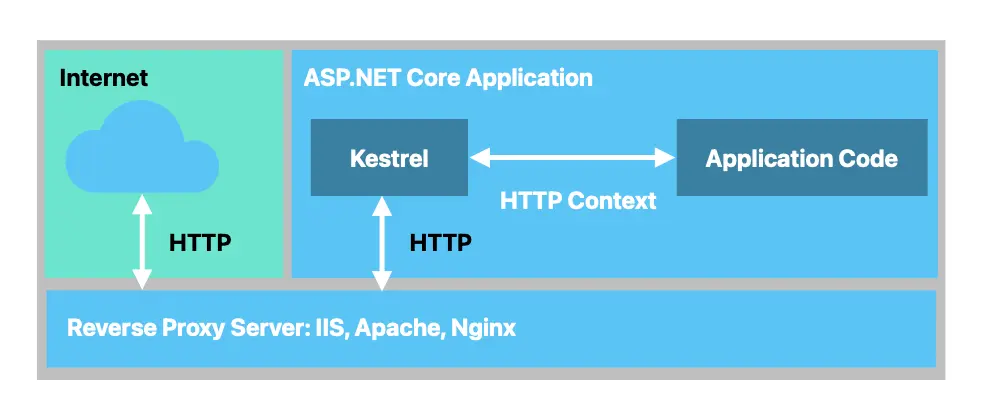 Internet
ASP.NET Core Application
Kestrel
Application Code
HTTP Context
HTTP
HTTP
Reverse Proxy Server: IIS, Apache, Nginx